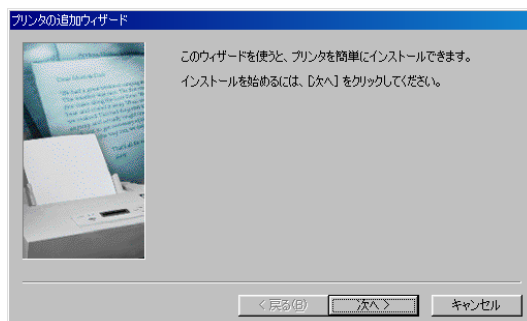 プリンタの追加ウィザード
このウィザードを使うと、プリンタを簡単にインストールできます。
インストールを始めるには、[次へ] をクリックしてください。
< 戻る(B)
次へ >
キャンセル